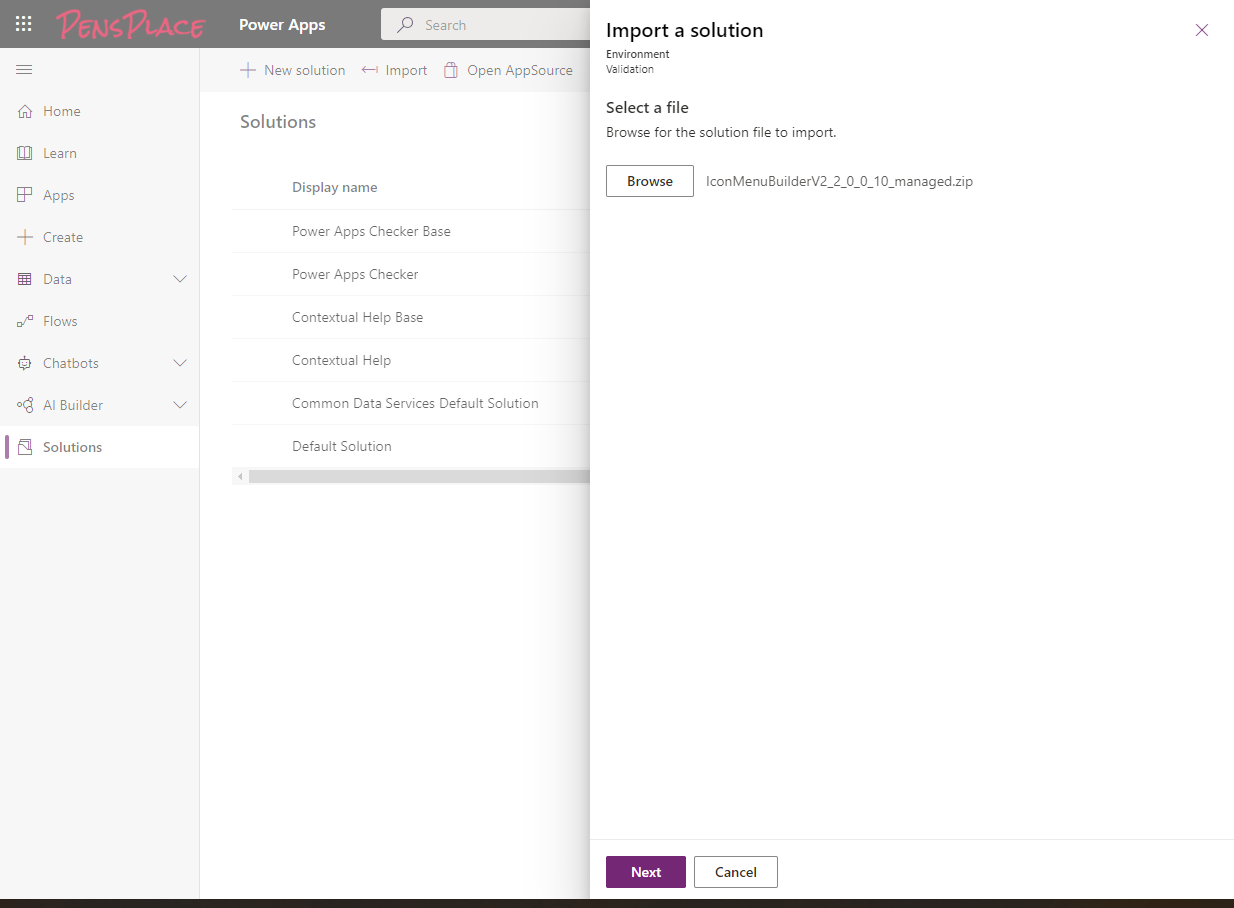 PENSPLACE
Power Apps
Search
New solution
Import
Open AppSource
Home
Learn
Apps
Create
Data
Flows
Chatbots
AI Builder
Solutions
Solutions
Display name
Power Apps Checker Base
Power Apps Checker
Contextual Help Base
Contextual Help
Common Data Services Default Solution
Default Solution
Import a solution
Environment
Validation
Select a file
Browse for the solution file to import.
Browse
IconMenuBuilderV2_2_0_0_10_managed.zip
Next
Cancel